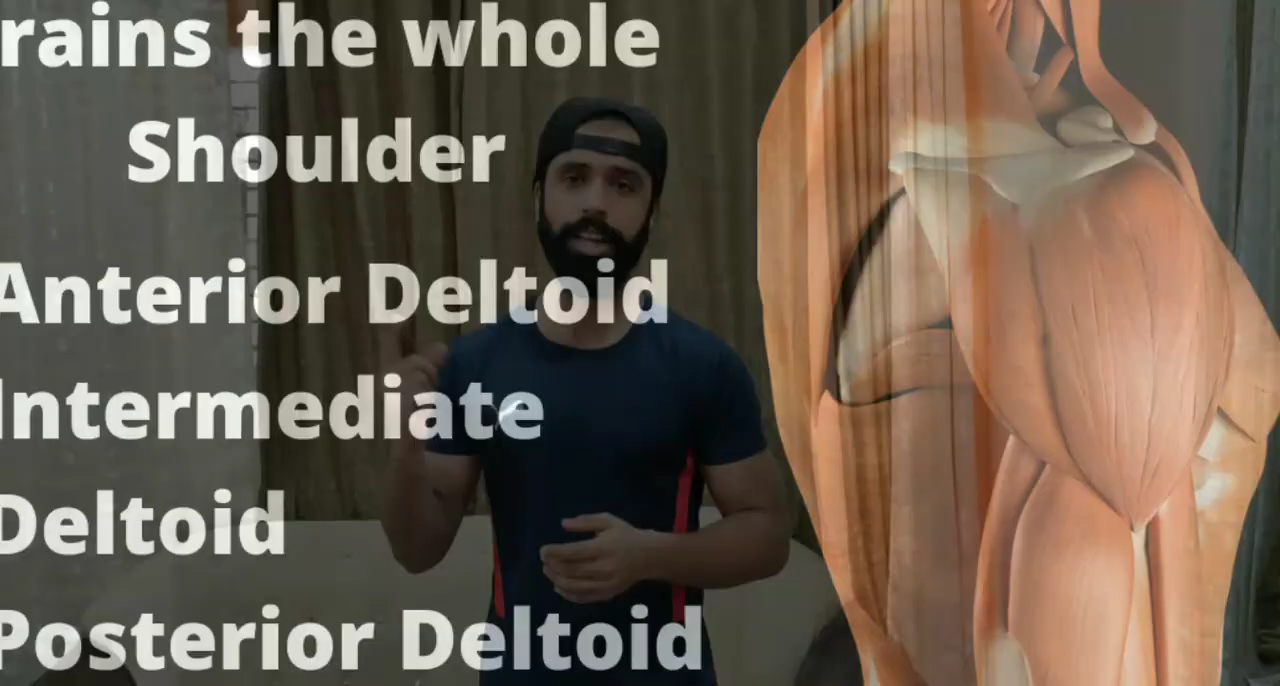 rains the whole
Shoulder
Anterior Deltoid
Intermediate
Deltoid
Posterior Deltoid